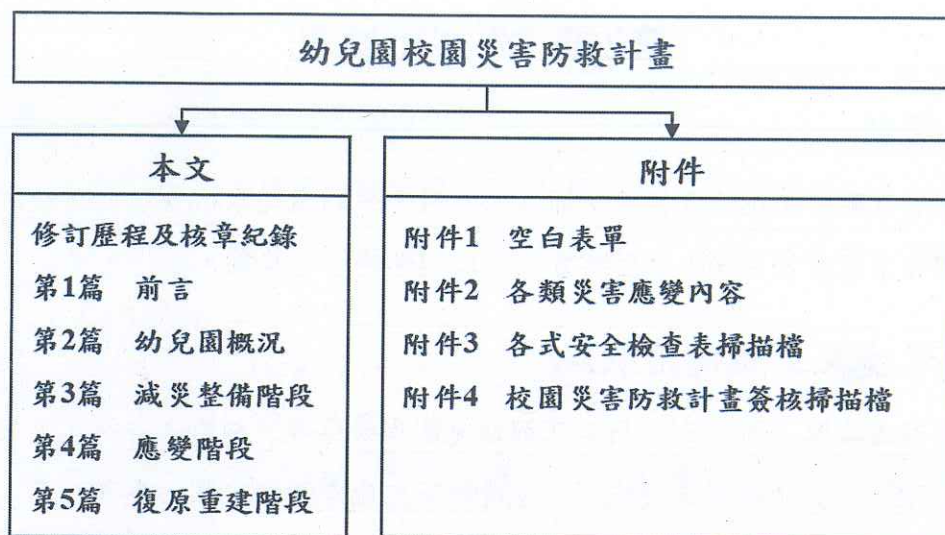 幼兒園校園災害防救計畫
本文
修訂歷程及核章紀錄
第1篇 前言
第2篇 幼兒園概況
第3篇 減災整備階段
第4篇 應變階段
第5篇 復原重建階段
附件
附件1 空白表單
附件2 各類災害應變內容
附件3 各式安全檢查表掃描檔
附件4 校園災害防救計畫簽核掃描檔